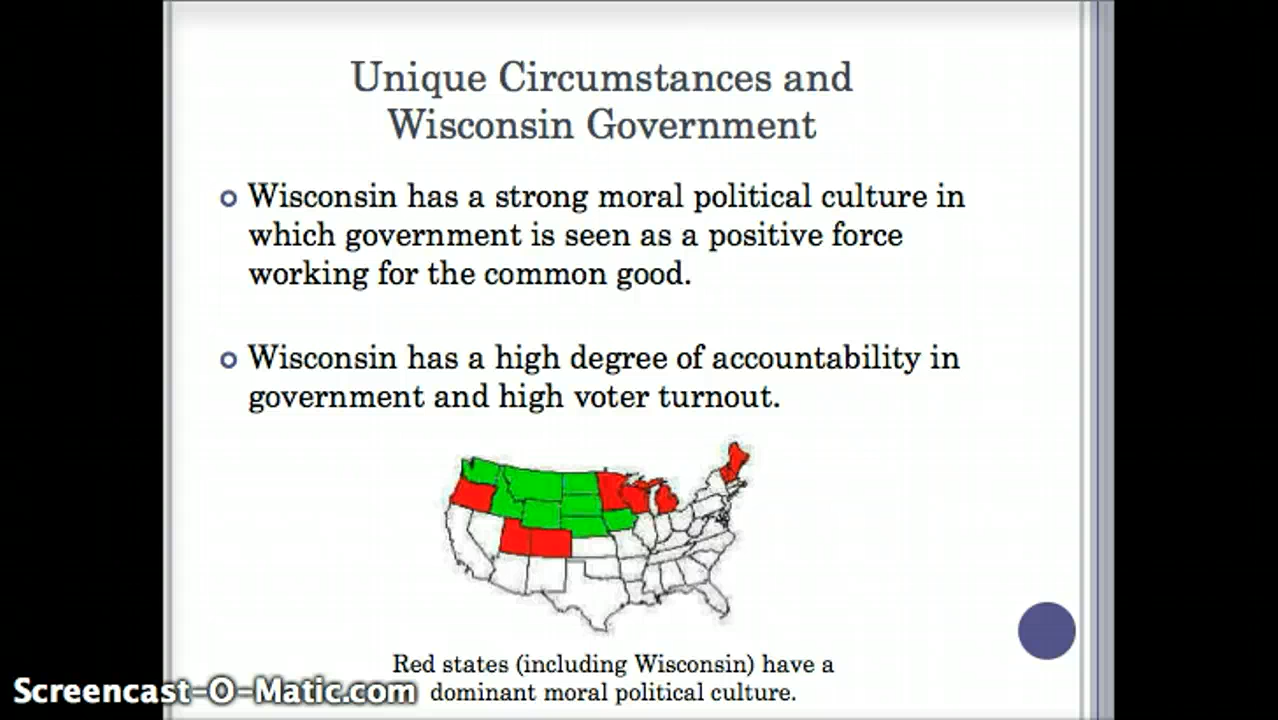 Unique Circumstances and
Wisconsin Government
Wisconsin has a strong moral political culture in
which government is seen as a positive force
working for the common good.
Wisconsin has a high degree of accountability in
government and high voter turnout.
Red states (including Wisconsin) have a
dominant moral political culture.
Screencast-O-Matic.com